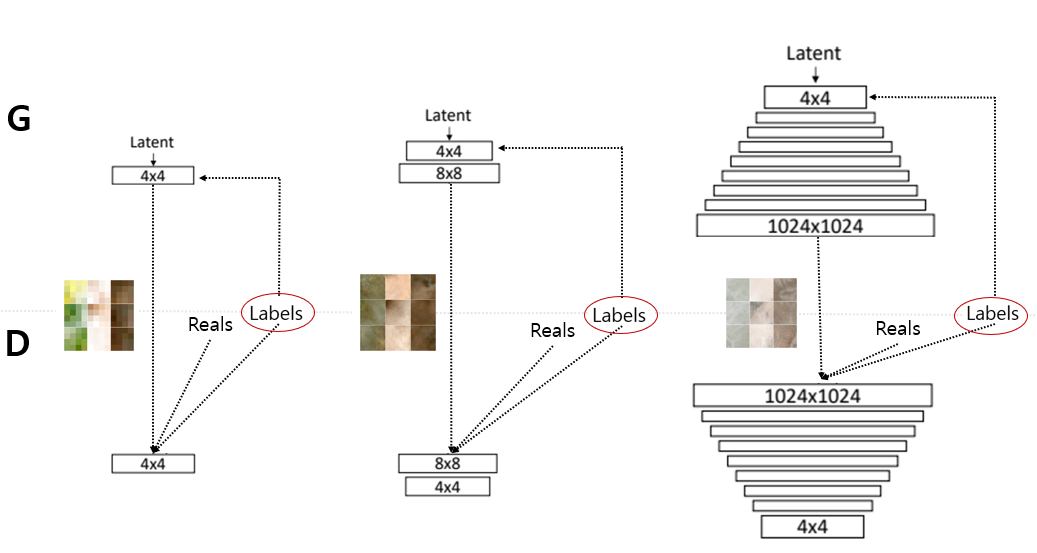 G
Latent
4x4
Reals
Labels
D
4x4
Latent
4x4
8x8
Reals
Labels
8x8
4x4
Latent
4x4
1024x1024
Reals
Labels
1024x1024
4x4